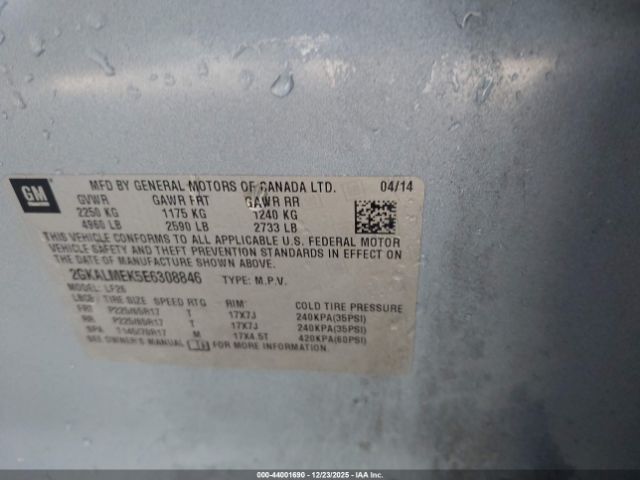 GM
MFD BY GENERAL MOTORS OF CANADA LTD. 04/14
GVWR GAWR FRT GAWR RR
2250 KG 1175 KG 1240 KG
4960 LB 2590 LB 2733 LB
THIS VEHICLE CONFORMS TO ALL APPLICABLE U.S. FEDERAL MOTOR
VEHICLE SAFETY AND THEFT PREVENTION STANDARDS IN EFFECT
ON THE DATE OF MANUFACTURE SHOWN ABOVE.
2GKALMEK5E6308846 TYPE: M.P.V.
MODEL: LF26
TIRE SIZE SPEED RTG RIM COLD TIRE PRESSURE
FRT P225/65R17 T 17X7J 240KPA(35PSI)
RR P225/65R17 T 17X7J 240KPA(35PSI)
SPA T145/70R17 M 17X4.5T 420KPA(60PSI)
SEE OWNER'S MANUAL FOR MORE INFORMATION.
000-44001690 - 12/23/2025 - IAA Inc.